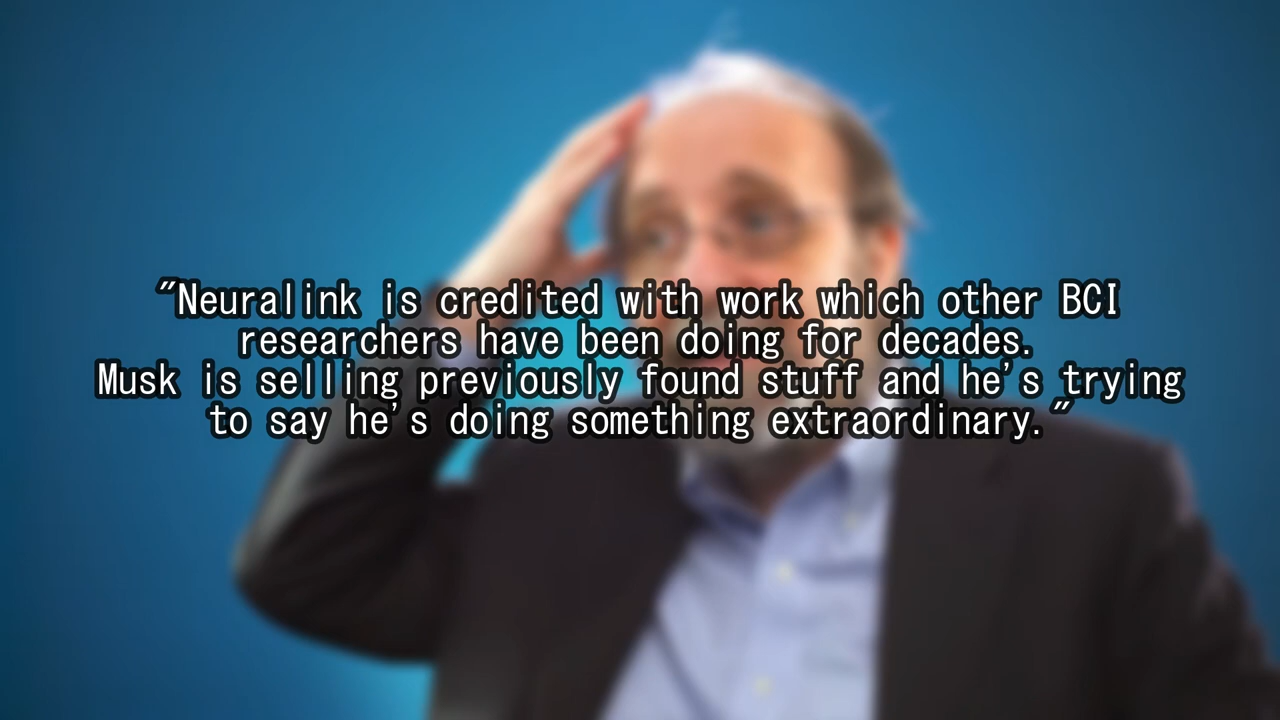 "Neuralink is credited with work which other BCI
researchers have been doing for decades.
Musk is selling previously found stuff and he's trying
to say he's doing something extraordinary."